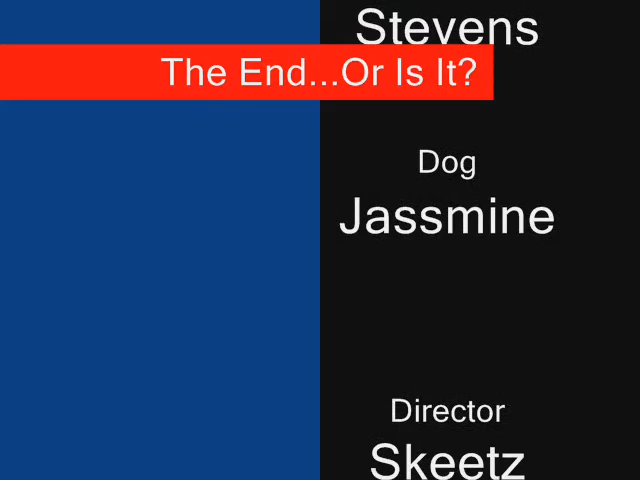 Stevens
The End...Or Is It?
Dog
Jassmine
Director
Skeetz